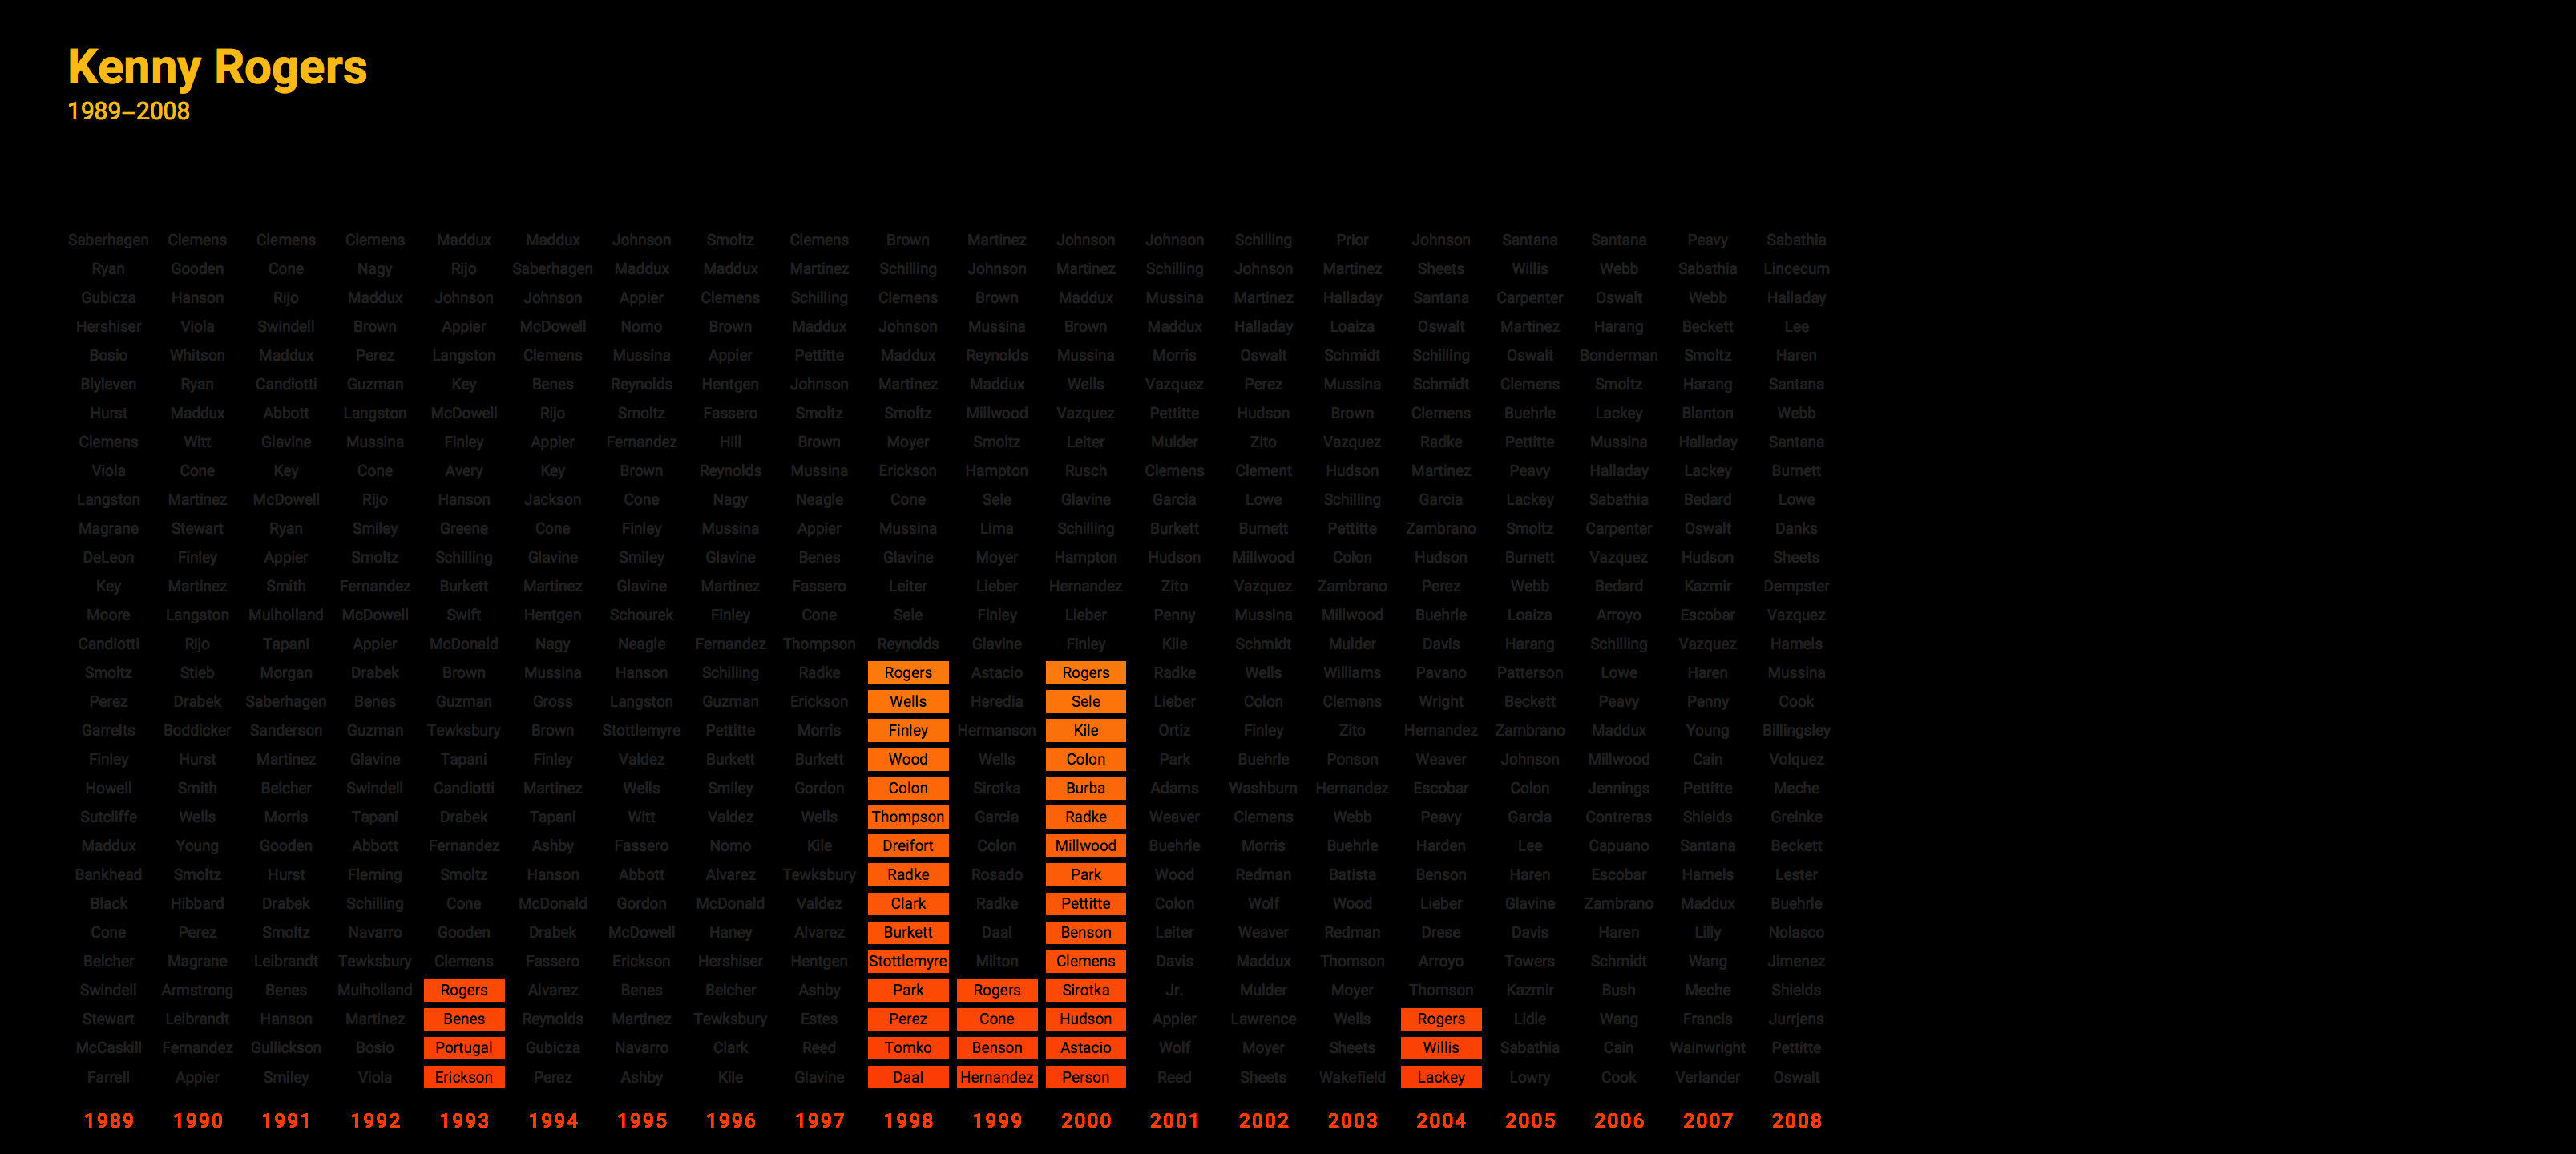 Kenny Rogers
1989–2008
Saberhagen Clemens Clemens Clemens Maddux Maddux Johnson Smoltz Clemens Brown Martinez Johnson Johnson Schilling Prior Johnson Santana Santana Peavy Sabathia
Ryan Gooden Cone Nagy Rijo Saberhagen Maddux Maddux Martinez Schilling Johnson Martinez Schilling Johnson Martinez Sheets Willis Webb Sabathia Lincecum
Gubicza Hanson Rijo Maddux Johnson Johnson Appier Clemens Schilling Clemens Brown Maddux Mussina Martinez Halladay Santana Carpenter Oswalt Webb Halladay
Hershiser Viola Swindell Brown Appier McDowell Nomo Brown Maddux Johnson Mussina Brown Maddux Halladay Loaiza Oswalt Martinez Harang Beckett Lee
Bosio Whitson Maddux Perez Langston Clemens Mussina Appier Pettitte Maddux Reynolds Mussina Morris Oswalt Schmidt Schilling Oswalt Bonderman Smoltz Haren
Blyleven Ryan Candiotti Guzman Key Benes Reynolds Hentgen Johnson Martinez Maddux Wells Vazquez Perez Mussina Schmidt Clemens Smoltz Harang Santana
Hurst Maddux Abbott Langston McDowell Rijo Smoltz Fassero Smoltz Smoltz Millwood Vazquez Pettitte Hudson Brown Clemens Buehrle Lackey Blanton Webb
Clemens Witt Glavine Mussina Finley Appier Fernandez Hill Brown Moyer Smoltz Leiter Mulder Zito Vazquez Radke Pettitte Mussina Halladay Santana
Viola Cone Key Cone Avery Key Brown Reynolds Mussina Erickson Hampton Rusch Clemens Clement Hudson Martinez Peavy Halladay Lackey Burnett
Langston Martinez McDowell Rijo Hanson Jackson Cone Nagy Neagle Cone Sele Glavine Garcia Lowe Schilling Garcia Lackey Sabathia Bedard Lowe
Magrane Stewart Ryan Smiley Greene Cone Finley Mussina Appier Mussina Lima Schilling Burkett Burnett Pettitte Zambrano Smoltz Carpenter Oswalt Danks
DeLeon Finley Appier Smoltz Schilling Glavine Smiley Glavine Benes Glavine Moyer Hampton Hudson Millwood Colon Hudson Burnett Vazquez Hudson Sheets
Key Martinez Smith Fernandez Burkett Martinez Glavine Martinez Fassero Leiter Lieber Hernandez Zito Vazquez Zambrano Perez Webb Bedard Kazmir Dempster
Moore Langston Mulholland McDowell Swift Hentgen Schourek Finley Cone Sele Finley Lieber Penny Mussina Millwood Buehrle Loaiza Arroyo Escobar Vazquez
Candiotti Rijo Tapani Appier McDonald Nagy Neagle Fernandez Thompson Reynolds Glavine Finley Kile Schmidt Mulder Davis Harang Schilling Vazquez Hamels
Smoltz Stieb Morgan Drabek Brown Mussina Hanson Schilling Radke Rogers Astacio Rogers Radke Wells Williams Pavano Patterson Lowe Haren Mussina
Perez Drabek Saberhagen Benes Guzman Gross Langston Guzman Erickson Wells Heredia Sele Lieber Colon Clemens Wright Beckett Peavy Penny Cook
Garrelts Boddicker Sanderson Guzman Tewksbury Brown Stottlemyre Pettitte Morris Finley Hermanson Kile Ortiz Finley Zito Hernandez Zambrano Maddux Young Billingsley
Finley Hurst Martinez Glavine Tapani Finley Valdez Burkett Burkett Wood Wells Colon Park Buehrle Ponson Weaver Johnson Millwood Cain Volquez
Howell Smith Belcher Swindell Candiotti Martinez Wells Smiley Gordon Colon Sirotka Burba Adams Washburn Hernandez Escobar Colon Jennings Pettitte Meche
Sutcliffe Wells Morris Tapani Drabek Tapani Witt Valdez Wells Thompson Garcia Radke Weaver Clemens Webb Peavy Garcia Contreras Shields Greinke
Maddux Young Gooden Abbott Fernandez Ashby Fassero Nomo Kile Dreifort Colon Millwood Buehrle Morris Buehrle Harden Lee Capuano Santana Beckett
Bankhead Smoltz Hurst Fleming Smoltz Hanson Abbott Alvarez Tewksbury Radke Rosado Park Wood Redman Batista Benson Haren Escobar Hamels Lester
Black Hibbard Drabek Schilling Cone McDonald Gordon McDonald Valdez Clark Radke Pettitte Colon Wolf Wood Lieber Glavine Zambrano Maddux Buehrle
Cone Perez Smoltz Navarro Gooden Drabek McDowell Haney Alvarez Burkett Daal Benson Leiter Weaver Redman Drese Davis Haren Lilly Nolasco
Belcher Magrane Leibrandt Tewksbury Clemens Fassero Erickson Hershiser Hentgen Stottlemyre Milton Clemens Davis Maddux Thomson Arroyo Towers Schmidt Wang Jimenez
Swindell Armstrong Benes Mulholland Rogers Alvarez Benes Belcher Ashby Park Rogers Sirotka Jr. Mulder Moyer Thomson Kazmir Bush Meche Shields
Stewart Leibrandt Hanson Martinez Benes Reynolds Martinez Tewksbury Estes Perez Cone Hudson Appier Lawrence Wells Rogers Lidle Wang Francis Jurrjens
McCaskill Fernandez Gullickson Bosio Portugal Gubicza Navarro Clark Reed Tomko Benson Astacio Wolf Moyer Sheets Willis Sabathia Cain Wainwright Pettitte
Farrell Appier Smiley Viola Erickson Perez Ashby Kile Glavine Daal Hernandez Person Reed Sheets Wakefield Lackey Lowry Cook Verlander Oswalt
1989 1990 1991 1992 1993 1994 1995 1996 1997 1998 1999 2000 2001 2002 2003 2004 2005 2006 2007 2008